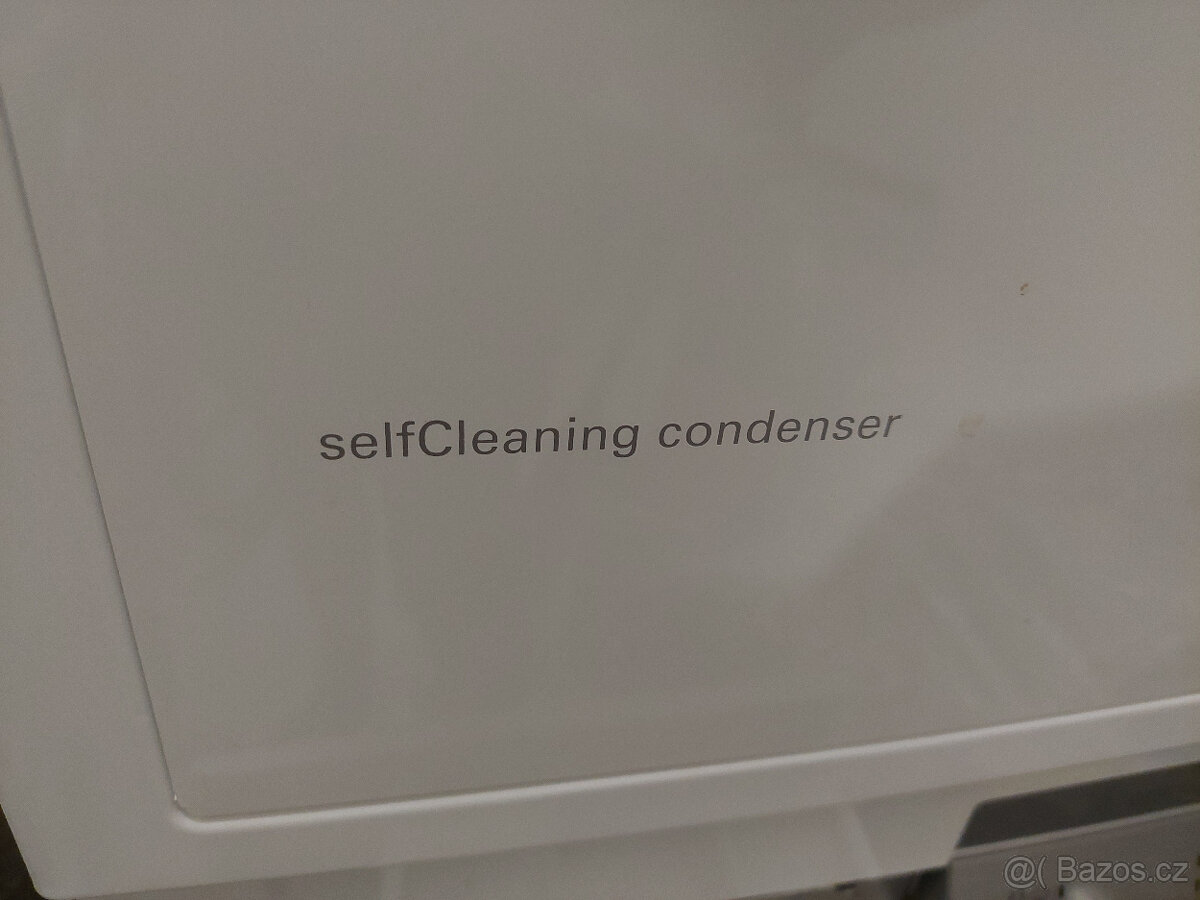 selfCleaning condenser
@( Bazos.cz